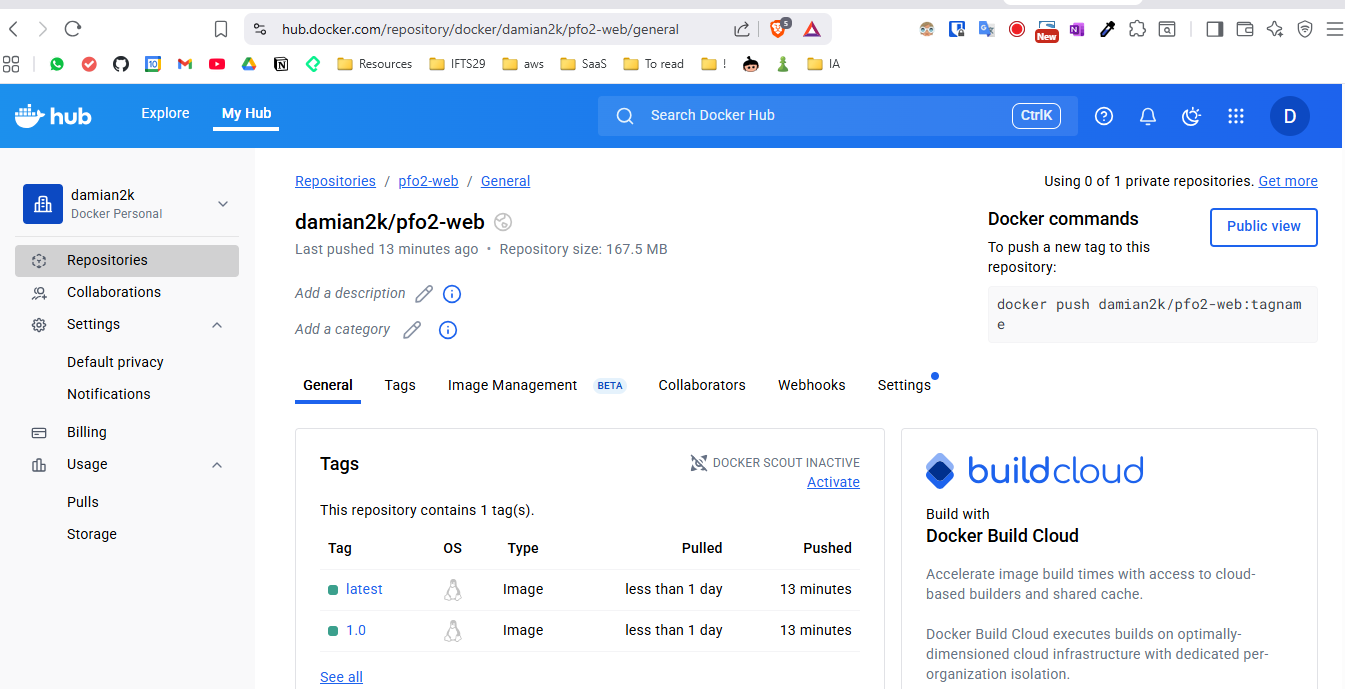 hub.docker.com/repository/docker/damian2k/pfo2-web/general
5
New
10
Resources
IFTS29
aws
SaaS
To read
!
IA
hub
Explore
My Hub
Search Docker Hub
CtrlK
D
damian2k
Docker Personal
Repositories
Collaborations
Settings
Default privacy
Notifications
Billing
Usage
Pulls
Storage
Repositories / pfo2-web / General
Using 0 of 1 private repositories. Get more
damian2k/pfo2-web
Last pushed 13 minutes ago • Repository size: 167.5 MB
Add a description
Add a category
Docker commands
Public view
To push a new tag to this
repository:
docker push damian2k/pfo2-web:tagnam
e
General
Tags
Image Management BETA
Collaborators
Webhooks
Settings
Tags
DOCKER SCOUT INACTIVE
Activate
This repository contains 1 tag(s).
Tag OS Type Pulled Pushed
latest Image less than 1 day 13 minutes
1.0 Image less than 1 day 13 minutes
See all
buildcloud
Build with
Docker Build Cloud
Accelerate image build times with access to cloud-
based builders and shared cache.
Docker Build Cloud executes builds on optimally-
dimensioned cloud infrastructure with dedicated per-
organization isolation.